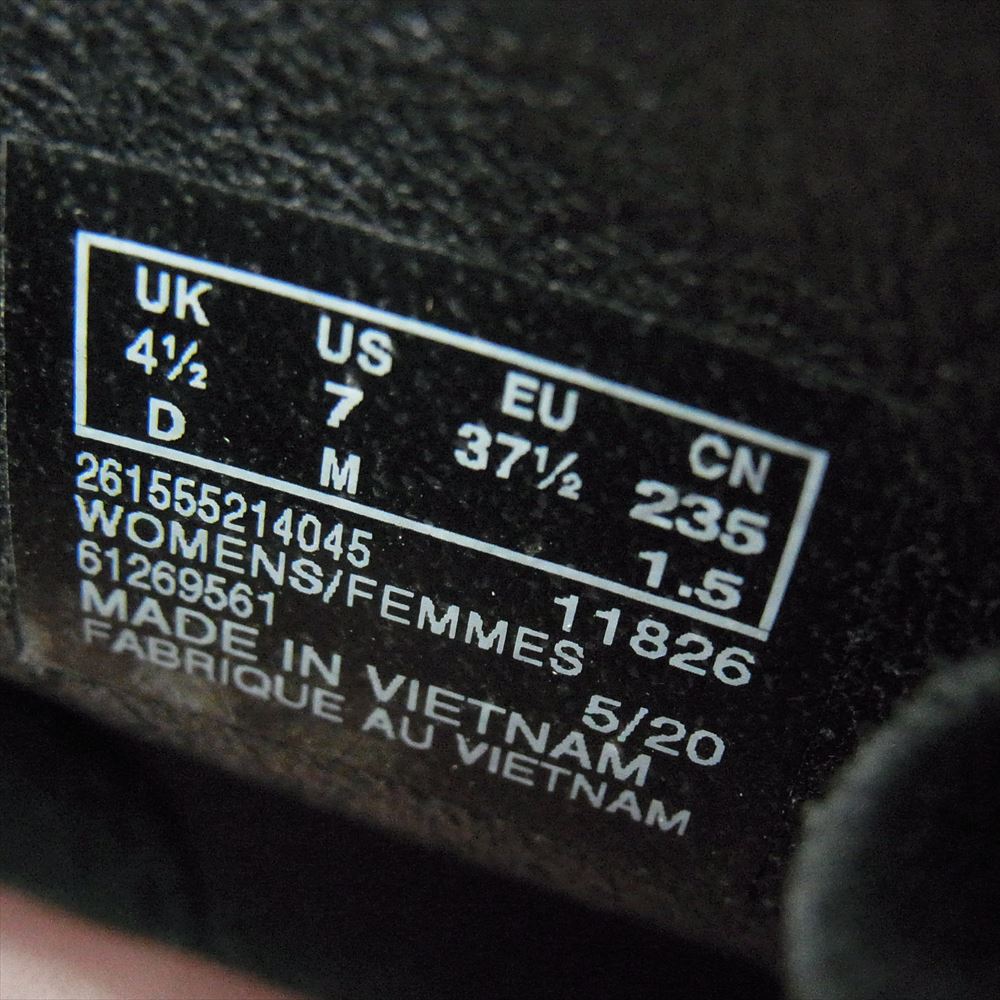 UK US EU CN
4½ 7 37½ 235
D M 1.5
261555214045 11826
WOMENS/FEMMES
61269561 5/20
MADE IN VIETNAM
FABRIQUE AU VIETNAM